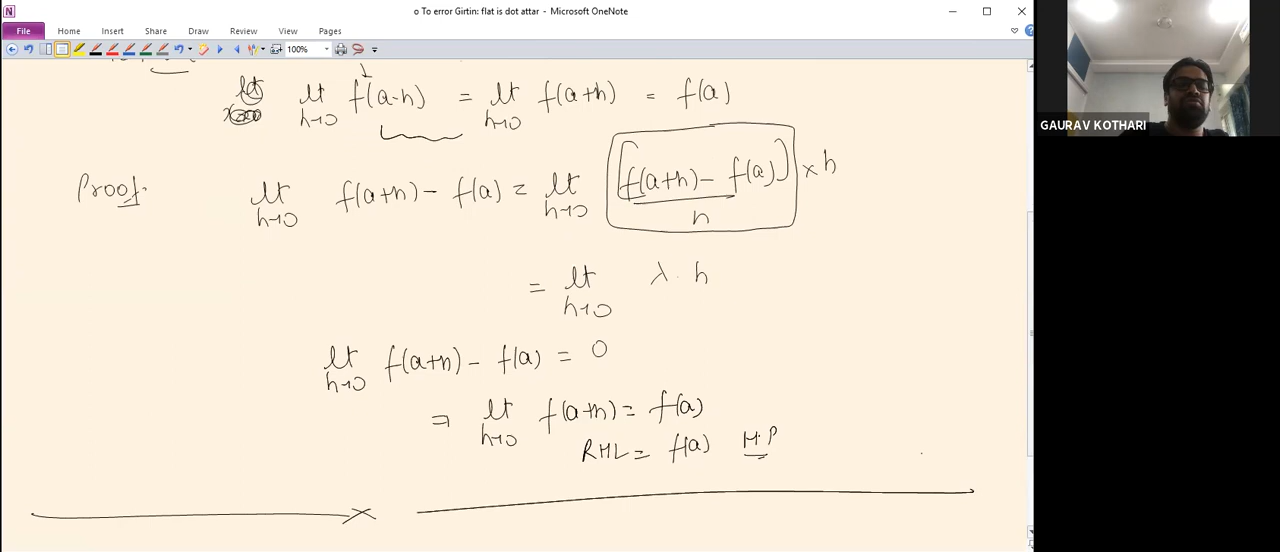 o To error Girtin: flat is dot attar - Microsoft OneNote
File Home Insert Share Draw Review View Pages
100%
lt lt f(a-h) = lt f(a+h) = f(a)
h→0 h→0
Proof: lt f(a+h) - f(a) = lt [f(a+h) - f(a)] × h
h→0 h→0 h
= lt λ · h
h→0
lt f(a+h) - f(a) = 0
h→0
⇒ lt f(a+h) = f(a)
h→0
RHL = f(a) H.P
GAURAV KOTHARI